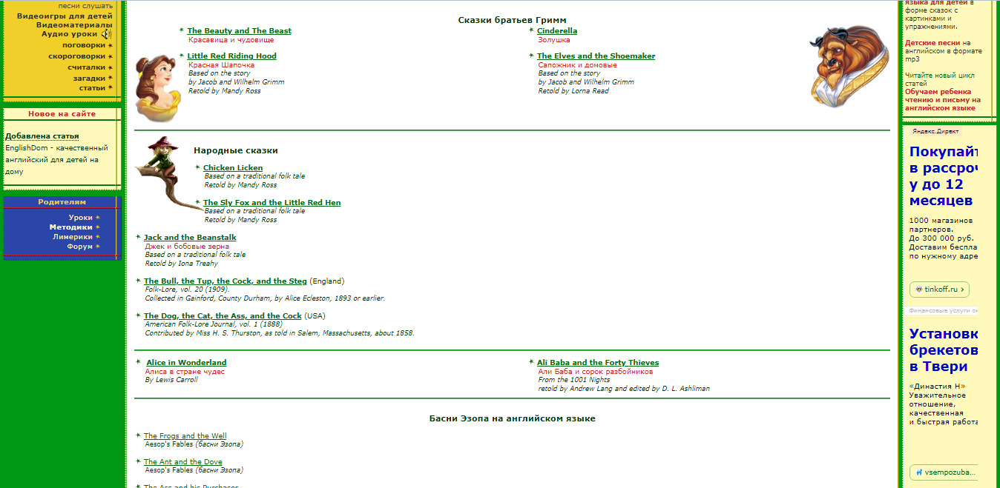 песни слушать
Видеоигры для детей
Видеоматериалы
Аудио уроки
поговорки
скороговорки
считалки
загадки
статьи
Новое на сайте
Добавлена статья
EnglishDom - качественный
английский для детей на
дому
Родителям
Уроки
Методики
Лимерики
Форум
Сказки братьев Гримм
The Beauty and The Beast
Красавица и чудовище
Little Red Riding Hood
Красная Шапочка
Based on the story
by Jacob and Wilhelm Grimm
Retold by Mandy Ross
Cinderella
Золушка
The Elves and the Shoemaker
Сапожник и домовые
Based on the story
by Jacob and Wilhelm Grimm
Retold by Lorna Read
Народные сказки
Chicken Licken
Based on a traditional folk tale
Retold by Mandy Ross
The Sly Fox and the Little Red Hen
Based on a traditional folk tale
Retold by Mandy Ross
Jack and the Beanstalk
Джек и бобовые зерна
Based on a traditional folk tale
Retold by Iona Treahy
The Bull, the Tup, the Cock, and the Steg (England)
Folk-Lore, vol. 20 (1909).
Collected in Gainford, County Durham, by Alice Ecleston, 1893 or earlier.
The Dog, the Cat, the Ass, and the Cock (USA)
American Folk-Lore Journal, vol. 1 (1888)
Contributed by Miss H. S. Thurston, as told in Salem, Massachusetts, about 1858.
Alice in Wonderland
Алиса в стране чудес
By Lewis Carroll
Ali Baba and the Forty Thieves
Али Баба и сорок разбойников
From the 1001 Nights
retold by Andrew Lang and edited by D. L. Ashliman
Басни Эзопа на английском языке
The Frogs and the Well
Aesop's Fables (басни Эзопа)
The Ant and the Dove
Aesop's Fables (басни Эзопа)
The Ass and his Purchaser
языка для детей в
форме сказок с
картинками и
упражнениями.
Детские песни на
английском в формате
mp3
Читайте новый цикл
статей
Обучаем ребенка
чтению и письму на
английском языке
Яндекс.Директ
Покупайт
в рассроч
у до 12
месяцев
1000 магазинов
партнеров.
До 300 000 руб.
Доставим беспла
по нужному адре
tinkoff.ru ›
Финансовые услуги ок
Установк
брекетов
в Твери
«Династия Н»
Уважительное
отношение,
качественная
и быстрая работа
vsempozuba...